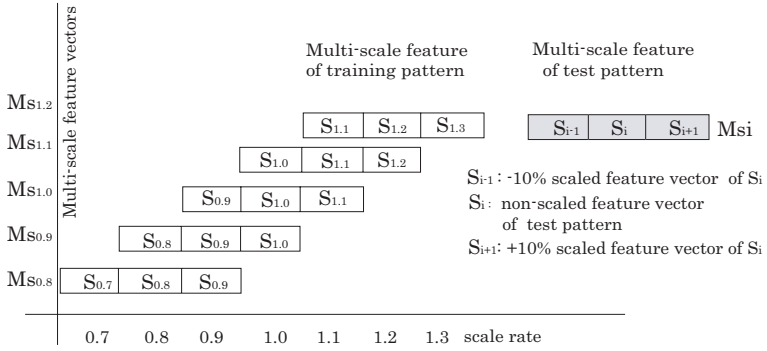 Multi-scale feature vectors
Multi-scale feature
of training pattern
Multi-scale feature
of test pattern
Ms1.2
S1.1 S1.2 S1.3
Si-1 Si Si+1 Msi
Ms1.1
S1.0 S1.1 S1.2
Ms1.0
S0.9 S1.0 S1.1
Ms0.9
S0.8 S0.9 S1.0
Ms0.8
S0.7 S0.8 S0.9
Si-1: -10% scaled feature vector of Si
Si: non-scaled feature vector
of test pattern
Si+1: +10% scaled feature vector of Si
0.7 0.8 0.9 1.0 1.1 1.2 1.3 scale rate